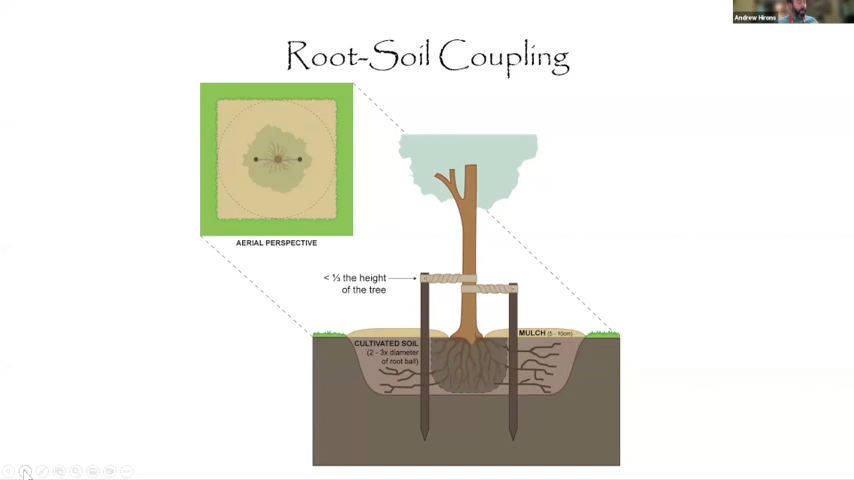 Andrew Hirons
Root-Soil Coupling
AERIAL PERSPECTIVE
< ⅓ the height
of the tree
MULCH (5 - 10cm)
CULTIVATED SOIL
(2 - 3x diameter
of root ball)